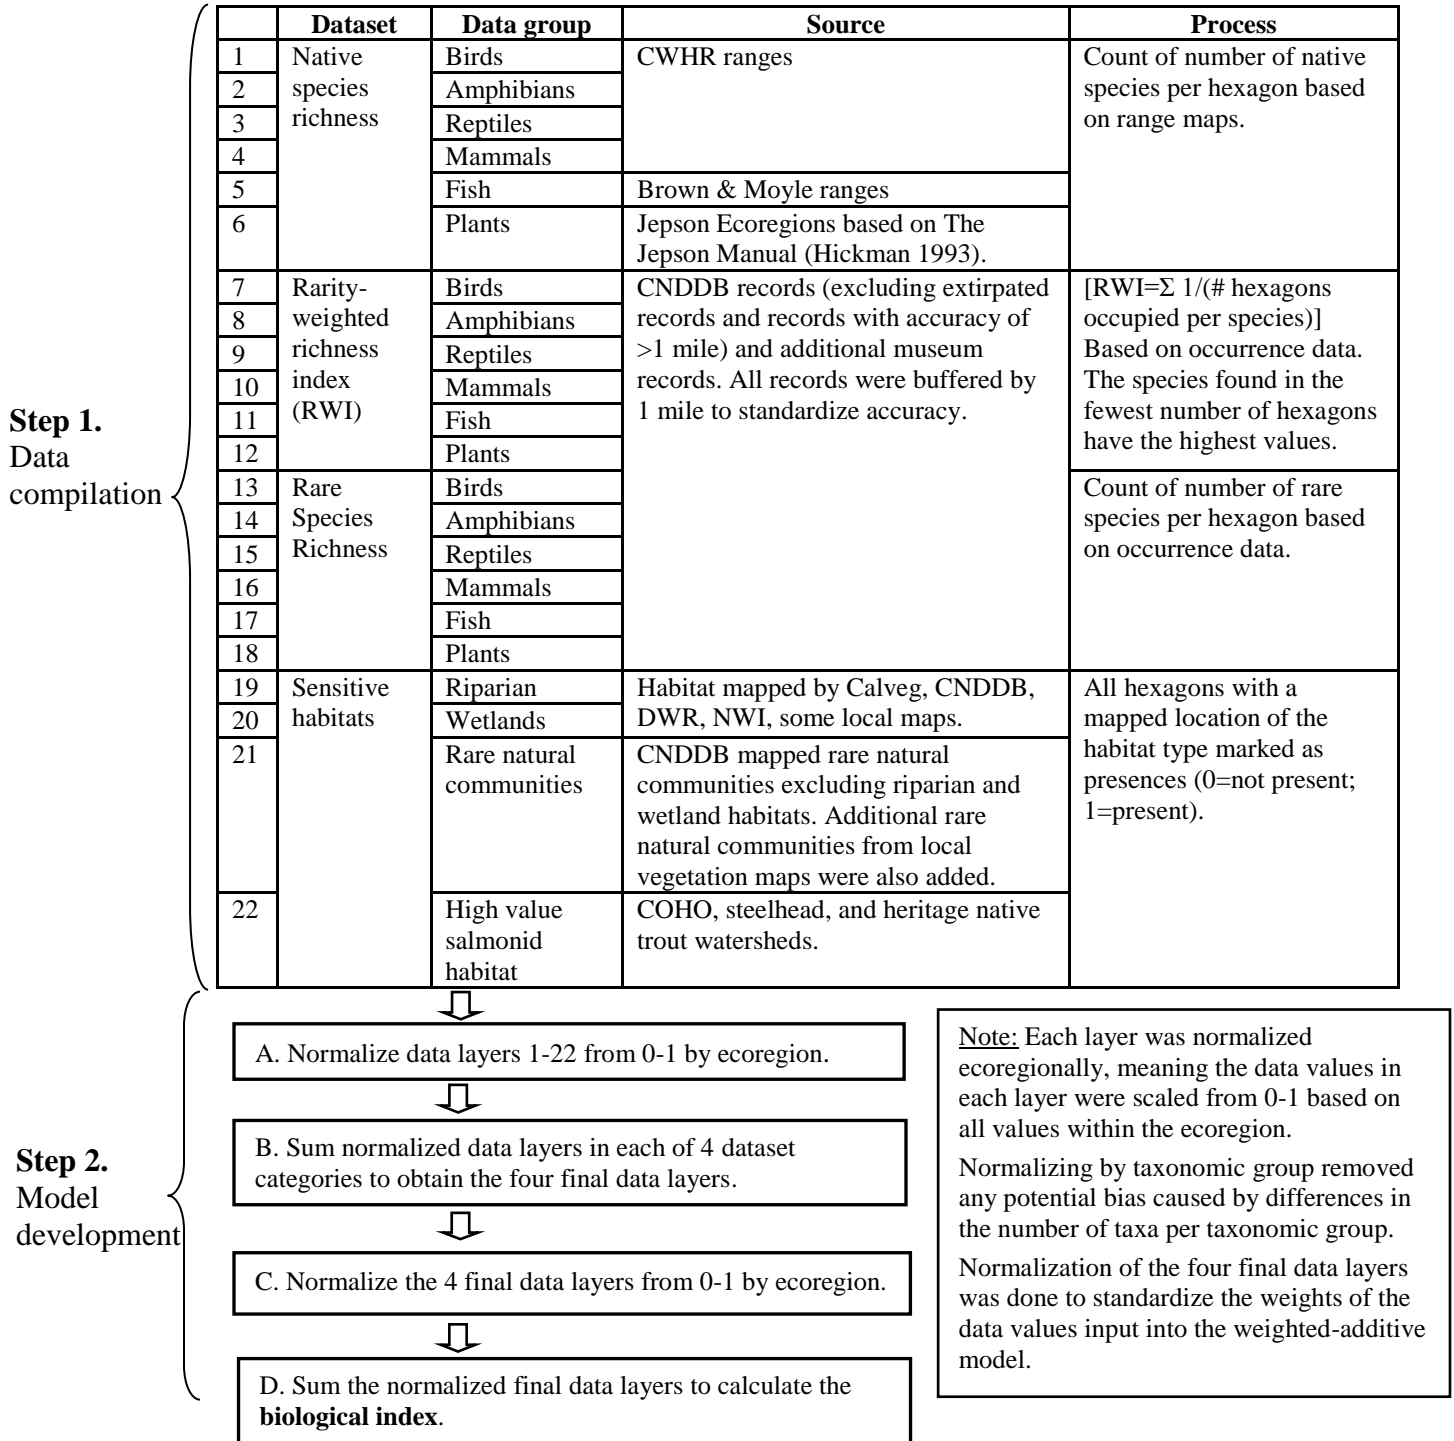 Dataset Data group Source Process
1 Native Birds CWHR ranges Count of number of native
2 species Amphibians species per hexagon based
3 richness Reptiles on range maps.
4 Mammals
5 Fish Brown & Moyle ranges
6 Plants Jepson Ecoregions based on The
Jepson Manual (Hickman 1993).
7 Rarity- Birds CNDDB records (excluding extirpated [RWI=Σ 1/(# hexagons
8 weighted Amphibians records and records with accuracy of occupied per species)]
9 richness Reptiles >1 mile) and additional museum Based on occurrence data.
10 index Mammals records. All records were buffered by The species found in the
11 (RWI) Fish 1 mile to standardize accuracy. fewest number of hexagons
12 Plants have the highest values.
13 Rare Birds Count of number of rare
14 Species Amphibians species per hexagon based
15 Richness Reptiles on occurrence data.
16 Mammals
17 Fish
18 Plants
19 Sensitive Riparian Habitat mapped by Calveg, CNDDB, All hexagons with a
20 habitats Wetlands DWR, NWI, some local maps. mapped location of the
21 Rare natural CNDDB mapped rare natural habitat type marked as
communities communities excluding riparian and presences (0=not present;
wetland habitats. Additional rare 1=present).
natural communities from local
vegetation maps were also added.
22 High value COHO, steelhead, and heritage native
salmonid trout watersheds.
habitat
Step 1.
Data
compilation
Step 2.
Model
development
A. Normalize data layers 1-22 from 0-1 by ecoregion.
B. Sum normalized data layers in each of 4 dataset
categories to obtain the four final data layers.
C. Normalize the 4 final data layers from 0-1 by ecoregion.
D. Sum the normalized final data layers to calculate the
biological index.
Note: Each layer was normalized
ecoregionally, meaning the data values in
each layer were scaled from 0-1 based on
all values within the ecoregion.
Normalizing by taxonomic group removed
any potential bias caused by differences in
the number of taxa per taxonomic group.
Normalization of the four final data layers
was done to standardize the weights of the
data values input into the weighted-additive
model.